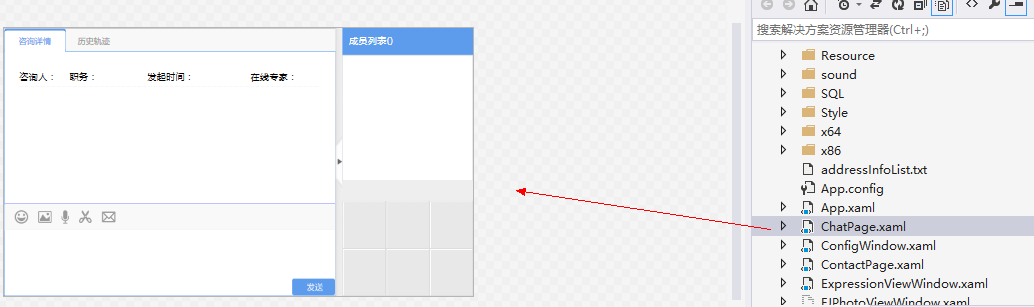 咨询详情 历史轨迹
咨询人： 职务： 发起时间： 在线专家：
发送
成员列表()
搜索解决方案资源管理器(Ctrl+;)
Resource
sound
SQL
Style
x64
x86
addressInfoList.txt
App.config
App.xaml
ChatPage.xaml
ConfigWindow.xaml
ContactPage.xaml
ExpressionViewWindow.xaml